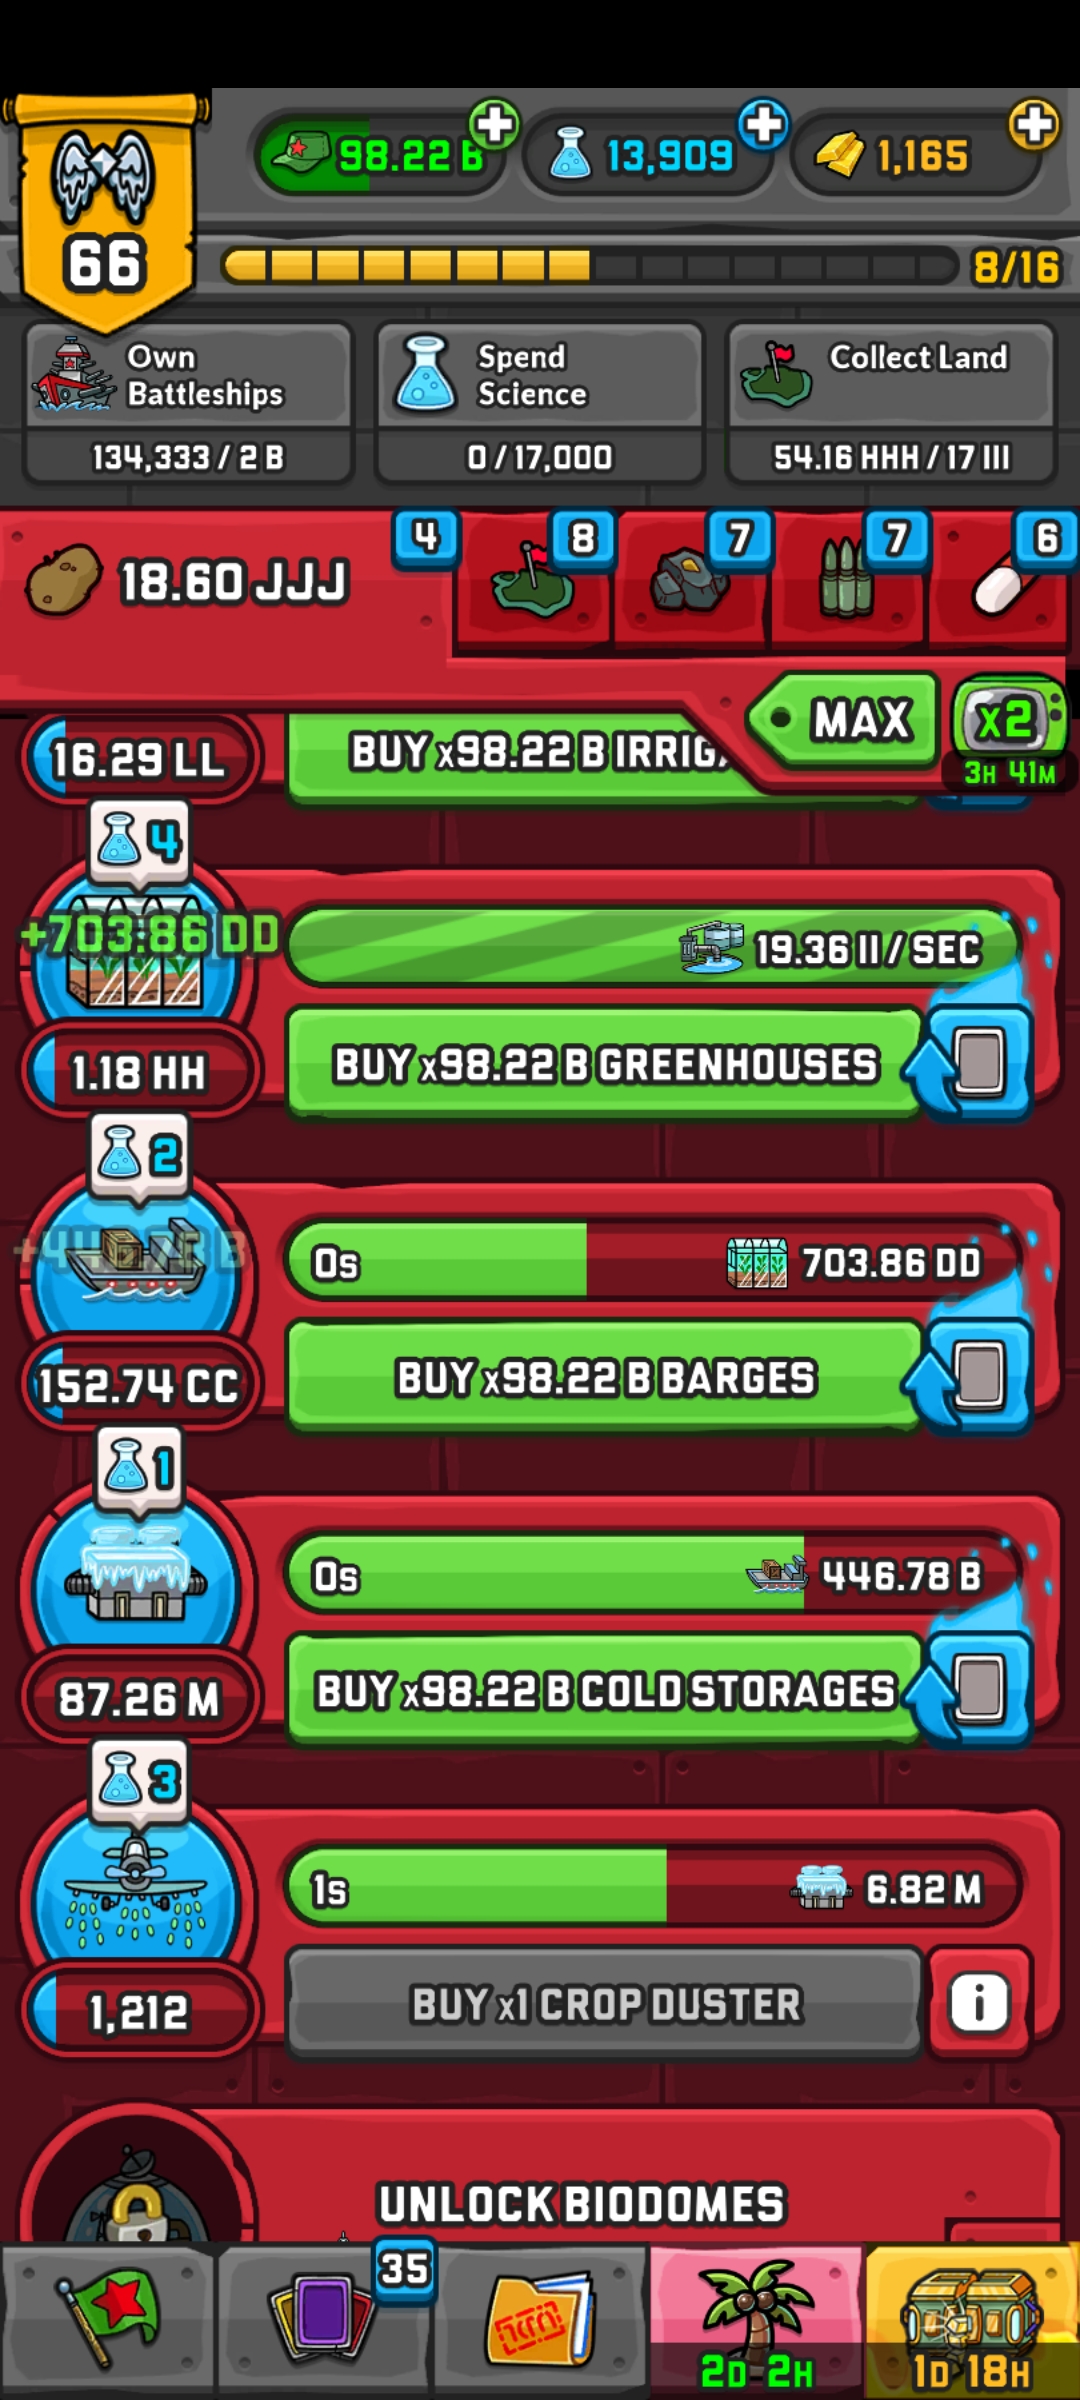 98.22 B
13,909
1,165
66
8/16
Own
Battleships
134,333 / 2 B
Spend
Science
0 / 17,000
Collect Land
54.16 HHH / 17 III
18.60 JJJ
4
8
7
7
6
MAX
x2
3H 41M
16.29 LL
BUY x98.22 B IRRIG
4
+703.86 DD
19.36 II / SEC
1.18 HH
BUY x98.22 B GREENHOUSES
2
0s
703.86 DD
152.74 CC
BUY x98.22 B BARGES
1
0s
446.78 B
87.26 M
BUY x98.22 B COLD STORAGES
3
1s
6.82 M
1,212
BUY x1 CROP DUSTER
i
UNLOCK BIODOMES
35
2D 2H
1D 18H